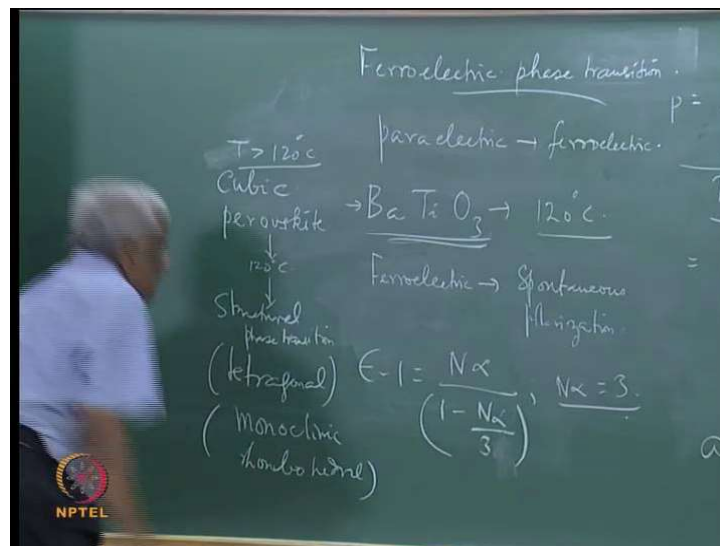 Ferroelectric phase transition.
p =
paraelectric → ferroelectric.
T > 120°C
Cubic
perovskite
↓
120°C
↓
Structural
phase transition
(tetragonal)
(Monoclinic
rhombohedral)
→ Ba Ti O₃ → 120°C.
Ferroelectric → Spontaneous
polarization.
ϵ - 1 = Nα / (1 - Nα/3), Nα = 3.
=
a
NPTEL